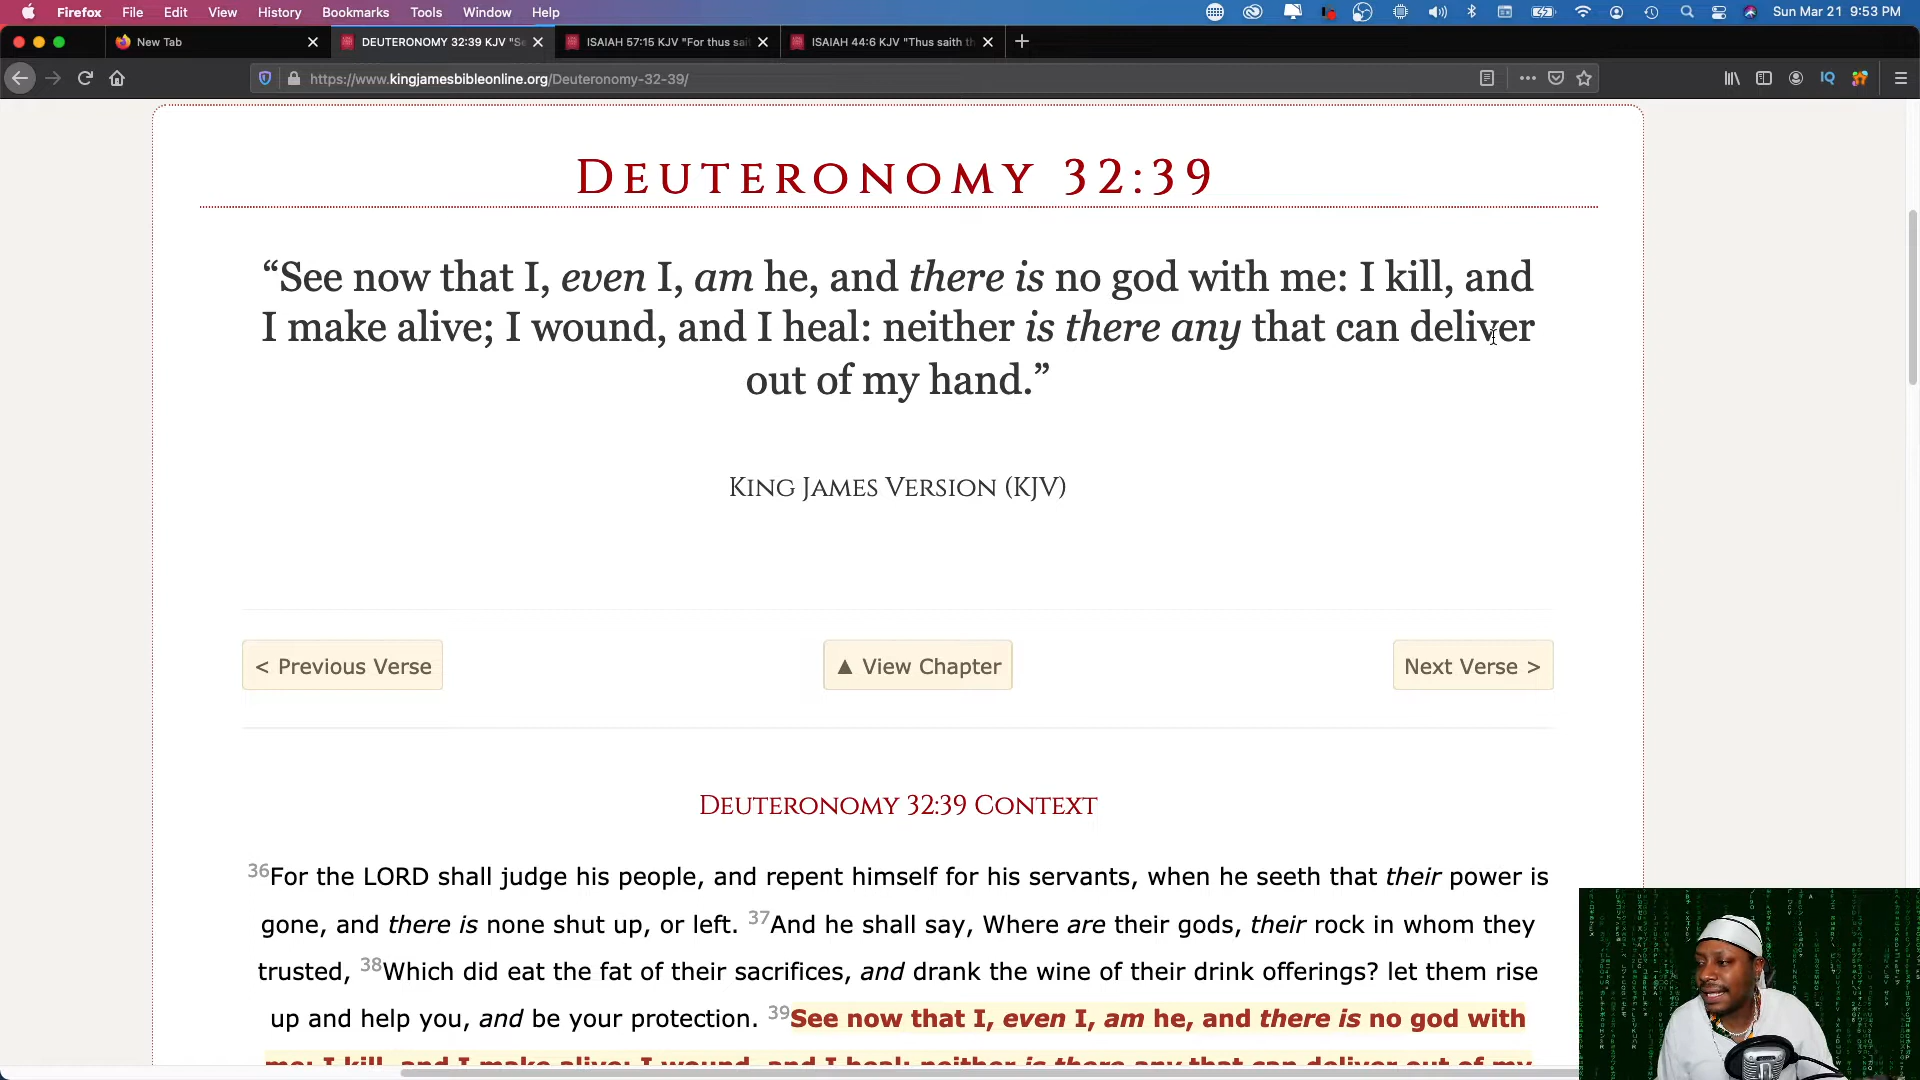 Firefox File Edit View History Bookmarks Tools Window Help Sun Mar 21 9:53 PM
New Tab DEUTERONOMY 32:39 KJV "Se ISAIAH 57:15 KJV "For thus sai ISAIAH 44:6 KJV "Thus saith th
https://www.kingjamesbibleonline.org/Deuteronomy-32-39/ IQ
DEUTERONOMY 32:39
“See now that I, even I, am he, and there is no god with me: I kill, and
I make alive; I wound, and I heal: neither is there any that can deliver
out of my hand.”
KING JAMES VERSION (KJV)
< Previous Verse ▲ View Chapter Next Verse >
DEUTERONOMY 32:39 CONTEXT
36For the LORD shall judge his people, and repent himself for his servants, when he seeth that their power is
gone, and there is none shut up, or left. 37And he shall say, Where are their gods, their rock in whom they
trusted, 38Which did eat the fat of their sacrifices, and drank the wine of their drink offerings? let them rise
up and help you, and be your protection. 39See now that I, even I, am he, and there is no god with
me: I kill, and I make alive; I wound, and I heal: neither is there any that can deliver out of my